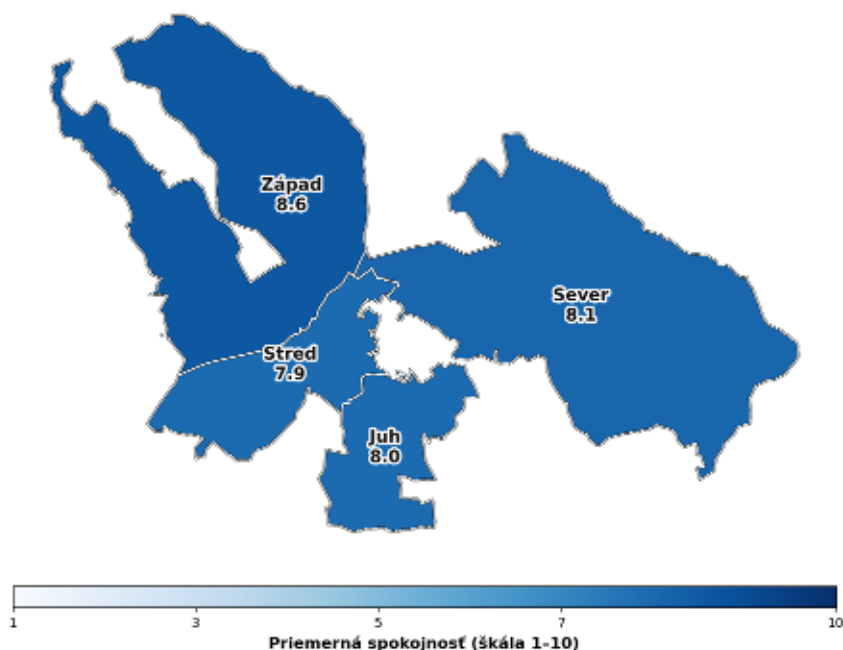 Západ
8.6
Sever
8.1
Stred
7.9
Juh
8.0
1
3
5
7
10
Priemerná spokojnosť (škála 1–10)